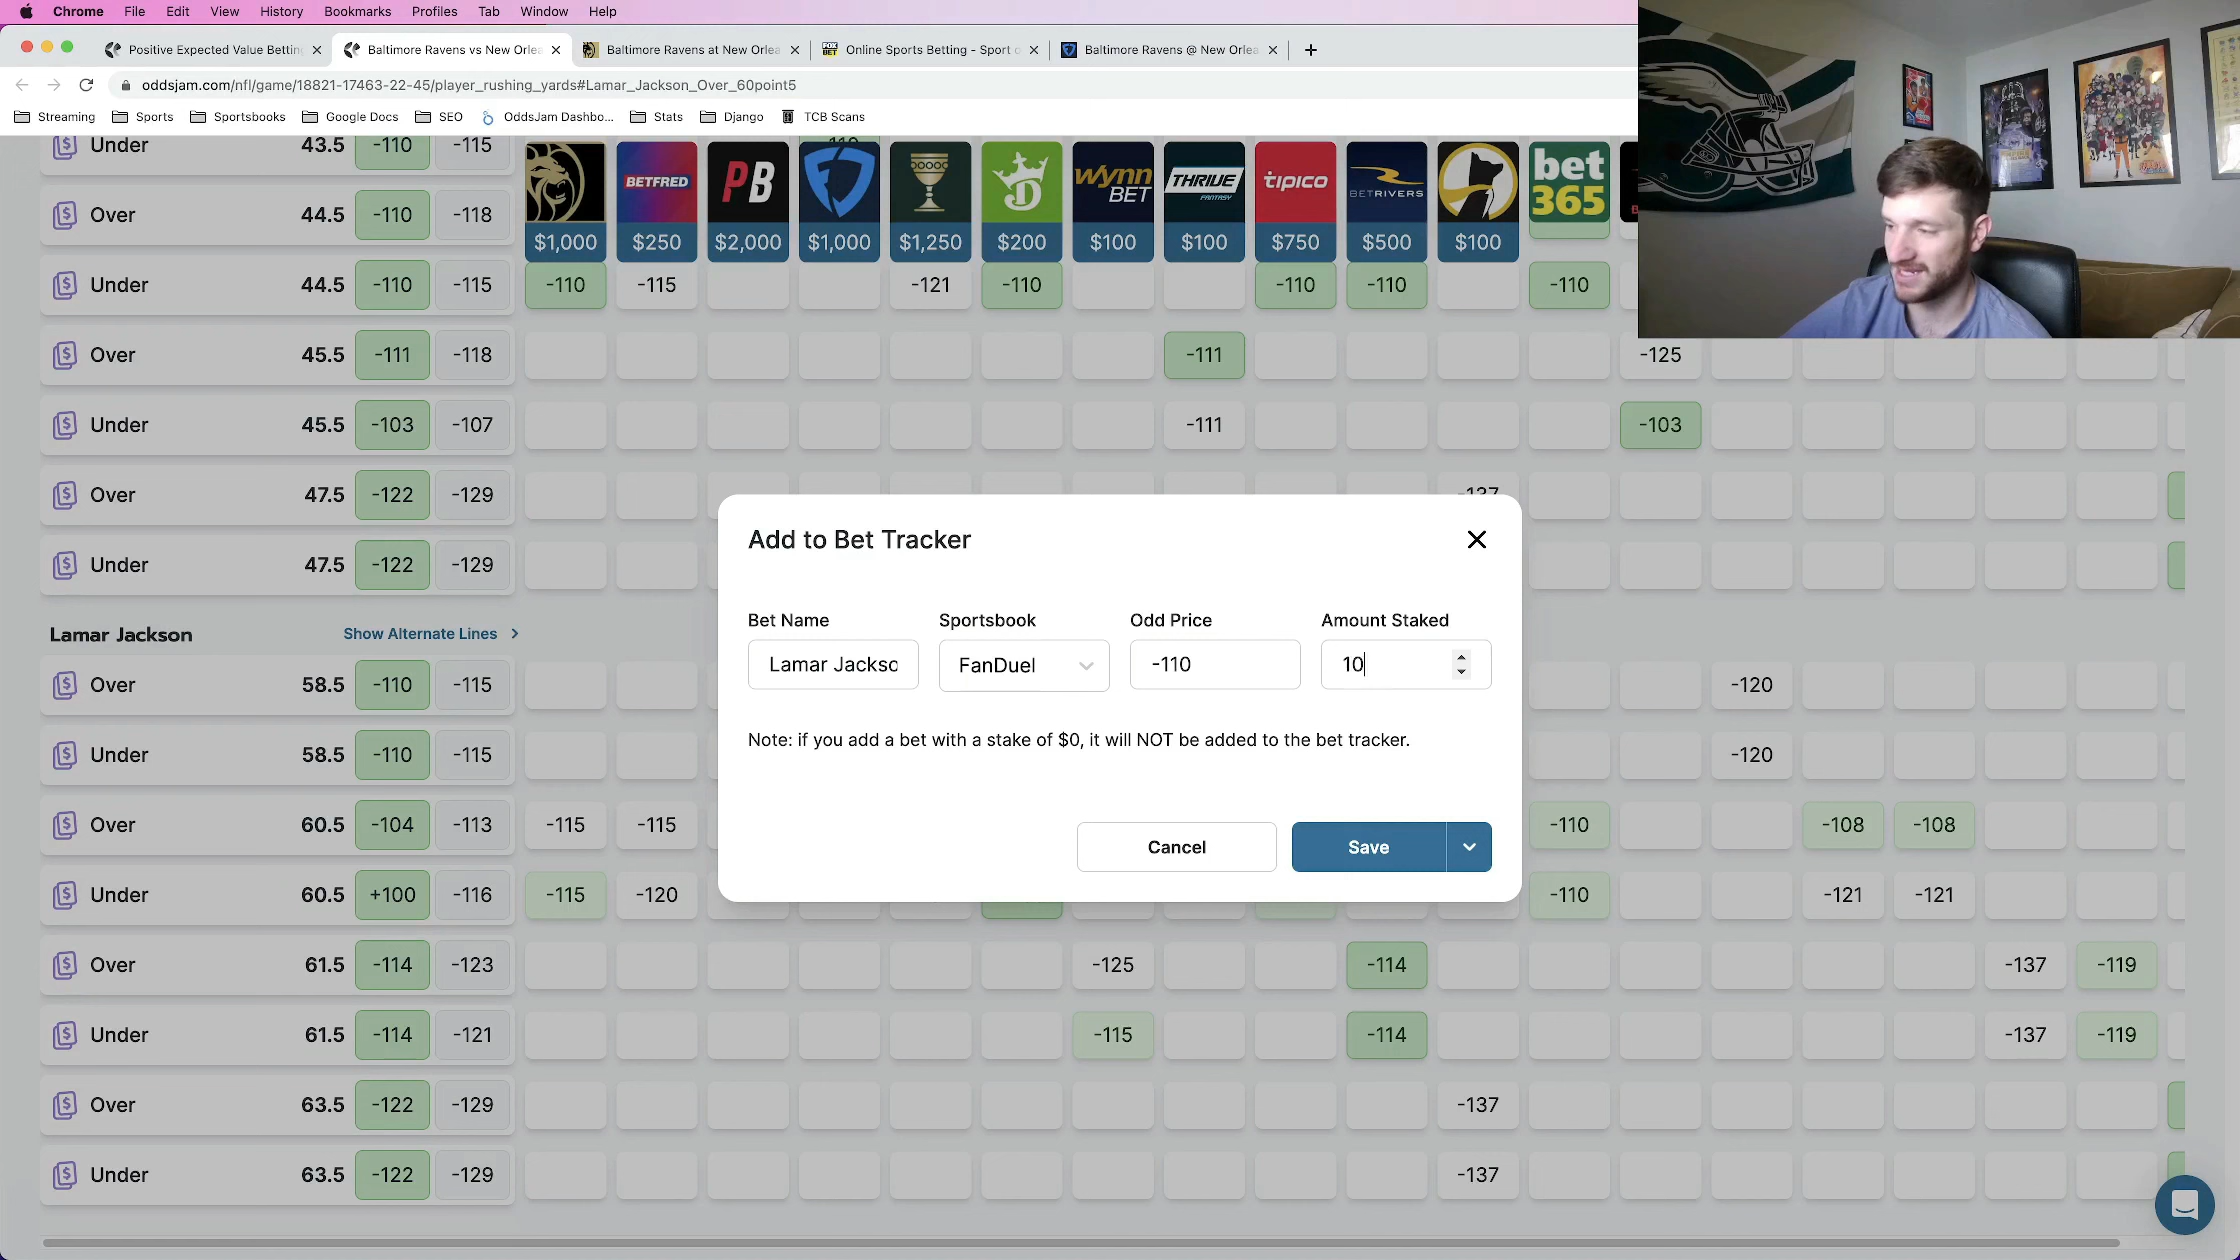 Chrome File Edit View History Bookmarks Profiles Tab Window Help
Positive Expected Value Betting
Baltimore Ravens vs New Orlea
Baltimore Ravens at New Orlea
Online Sports Betting - Sport o
Baltimore Ravens @ New Orlea
oddsjam.com/nfl/game/18821-17463-22-45/player_rushing_yards#Lamar_Jackson_Over_60point5
Streaming Sports Sportsbooks Google Docs SEO OddsJam Dashbo... Stats Django TCB Scans
BETFRED PB Wynn BET THRIVE FANTASY tipico BETRIVERS bet 365
$1,000 $250 $2,000 $1,000 $1,250 $200 $100 $100 $750 $500 $100
Under 43.5 -110 -115
Over 44.5 -110 -118
Under 44.5 -110 -115 -110 -115 -121 -110 -110 -110 -110
Over 45.5 -111 -118 -111 -125
Under 45.5 -103 -107 -111 -103
Over 47.5 -122 -129 -137
Under 47.5 -122 -129
Lamar Jackson Show Alternate Lines
Over 58.5 -110 -115 -120
Under 58.5 -110 -115 -120
Over 60.5 -104 -113 -115 -115 -110 -108 -108
Under 60.5 +100 -116 -115 -120 -110 -121 -121
Over 61.5 -114 -123 -125 -114 -137 -119
Under 61.5 -114 -121 -115 -114 -137 -119
Over 63.5 -122 -129 -137
Under 63.5 -122 -129 -137
Add to Bet Tracker
Bet Name Sportsbook Odd Price Amount Staked
Lamar Jackso FanDuel -110 10
Note: if you add a bet with a stake of $0, it will NOT be added to the bet tracker.
Cancel Save